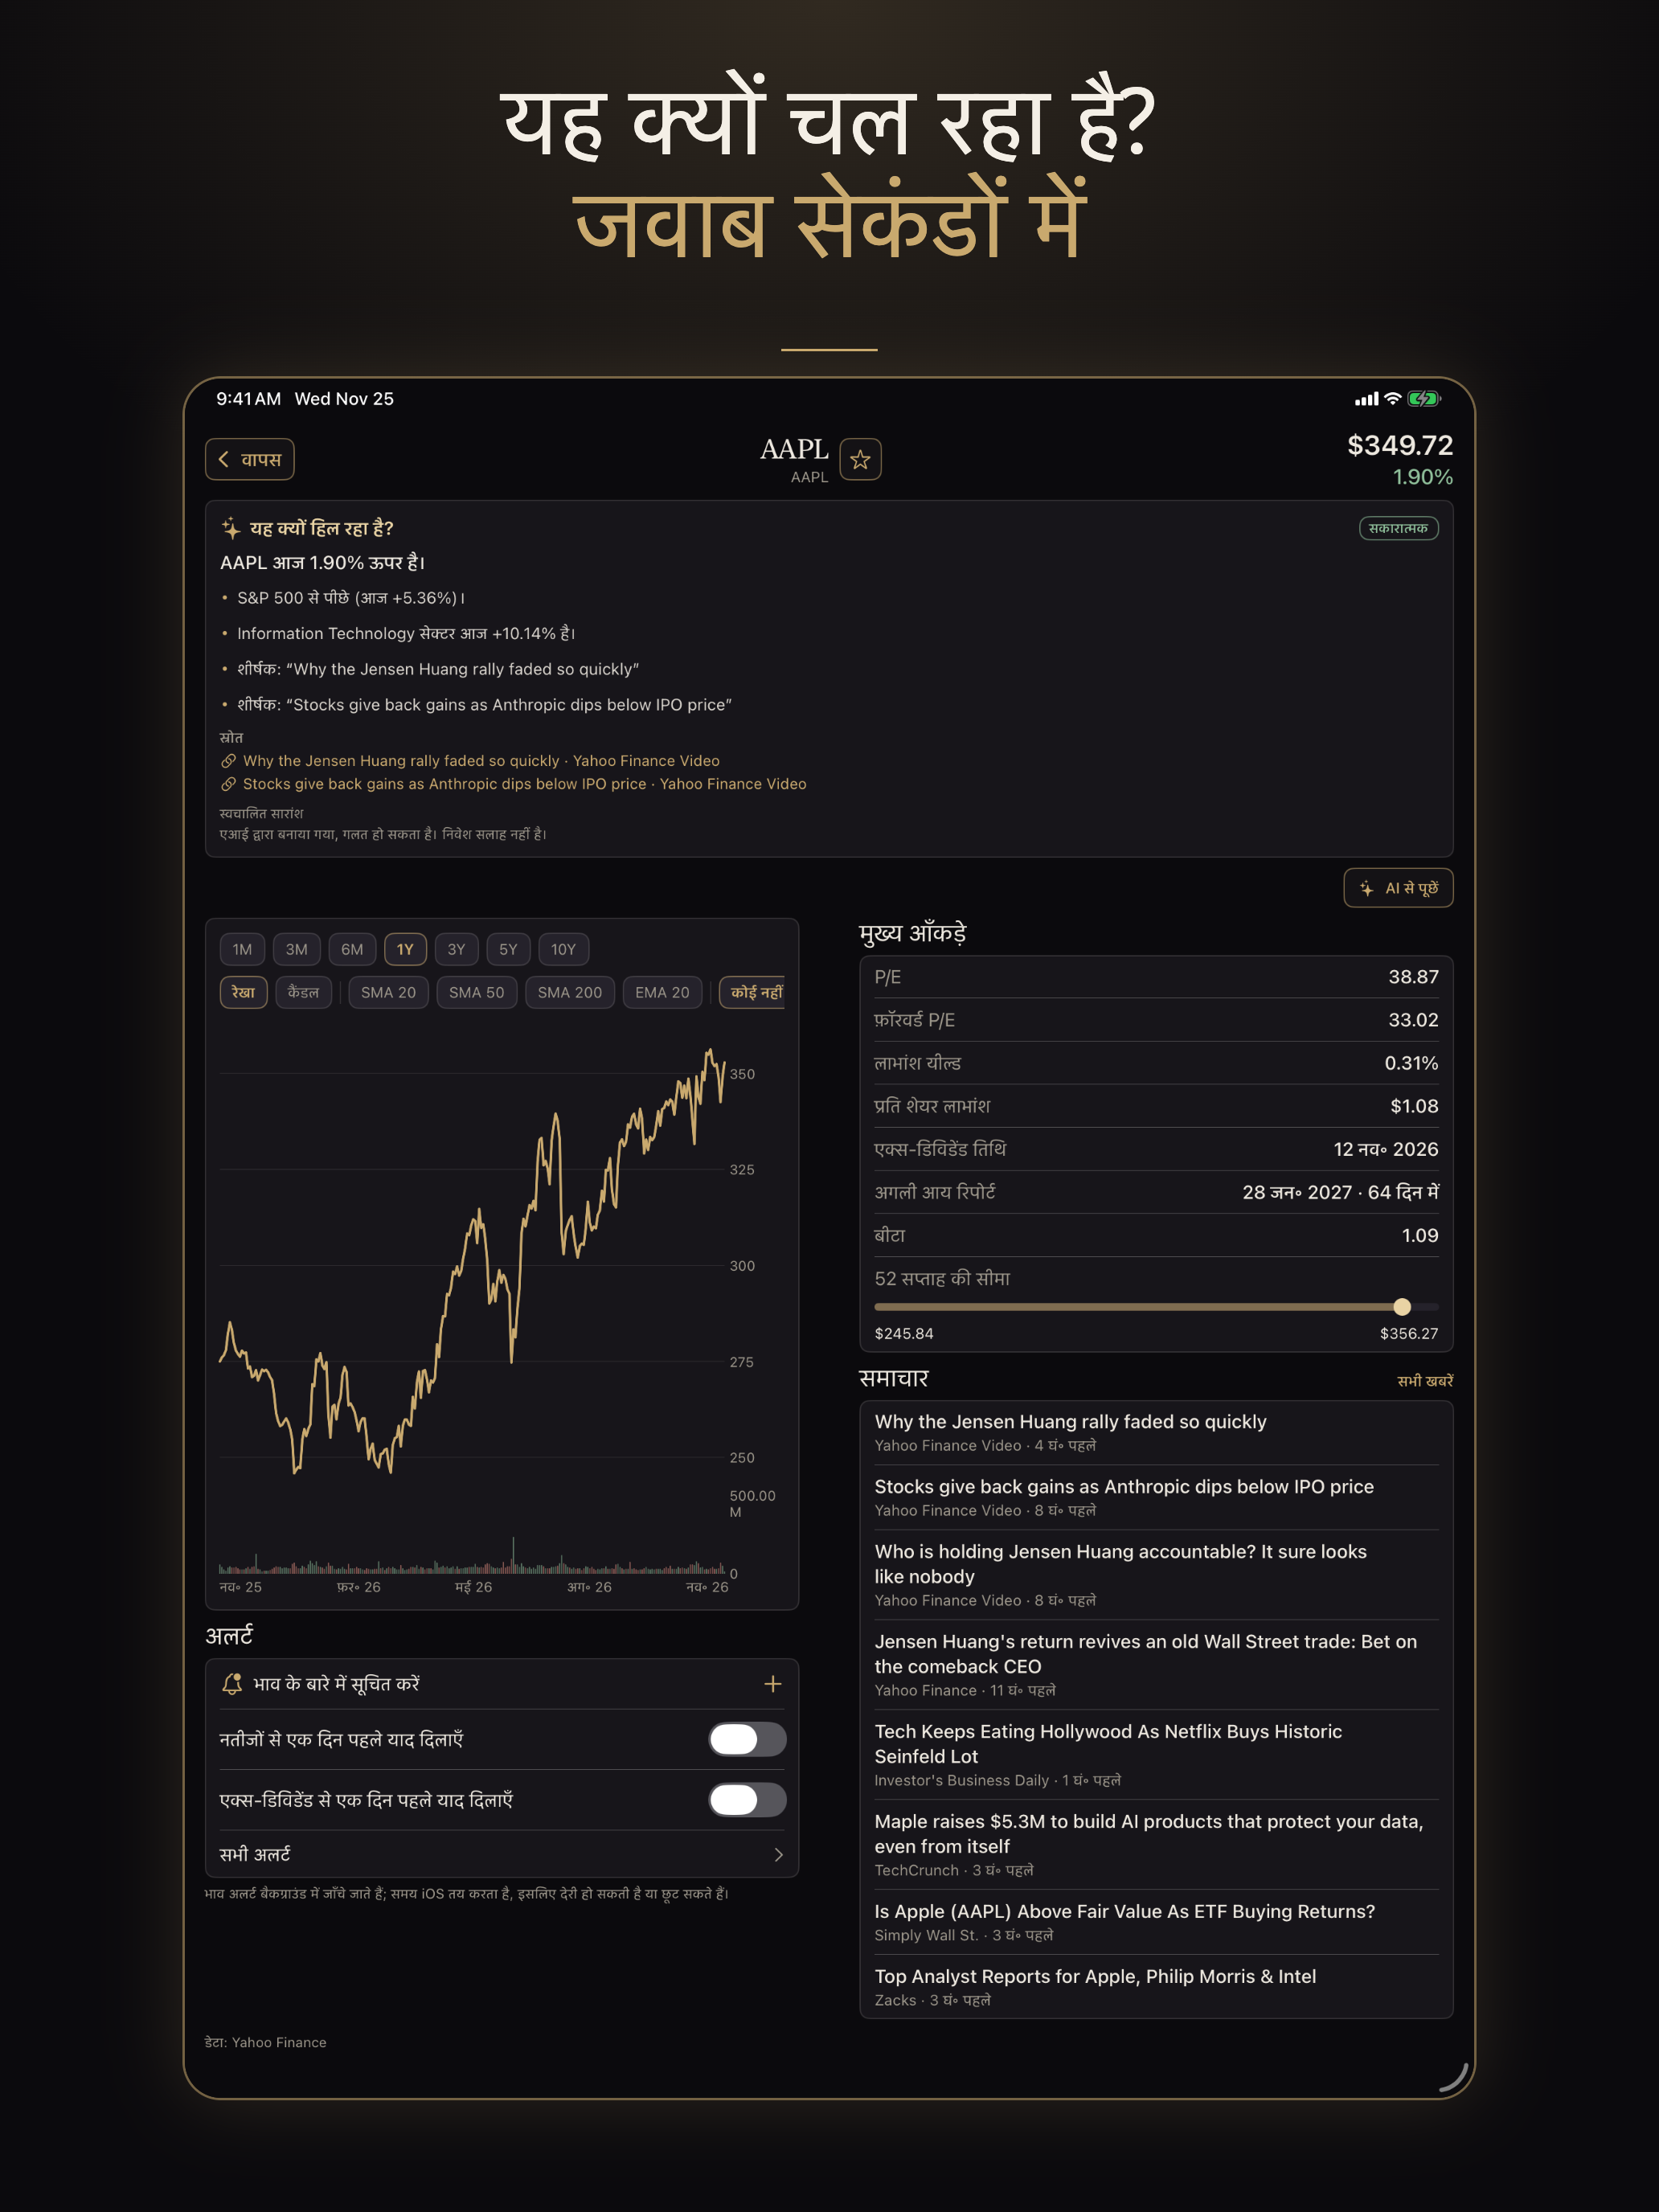 यह क्यों चल रहा है?
जवाब सेकंडों में
9:41 AM Wed Nov 25
वापस
AAPL
AAPL
$349.72
1.90%
यह क्यों हिल रहा है?
सकारात्मक
AAPL आज 1.90% ऊपर है।
• S&P 500 से पीछे (आज +5.36%)।
• Information Technology सेक्टर आज +10.14% है।
• शीर्षक: “Why the Jensen Huang rally faded so quickly”
• शीर्षक: “Stocks give back gains as Anthropic dips below IPO price”
स्रोत
Why the Jensen Huang rally faded so quickly · Yahoo Finance Video
Stocks give back gains as Anthropic dips below IPO price · Yahoo Finance Video
स्वचालित सारांश
एआई द्वारा बनाया गया, गलत हो सकता है। निवेश सलाह नहीं है।
AI से पूछें
1M 3M 6M 1Y 3Y 5Y 10Y
रेखा कैंडल SMA 20 SMA 50 SMA 200 EMA 20 कोई नहीं
350
325
300
275
250
500.00
M
0
नव॰ 25 फ़र॰ 26 मई 26 अग॰ 26 नव॰ 26
अलर्ट
भाव के बारे में सूचित करें
नतीजों से एक दिन पहले याद दिलाएँ
एक्स-डिविडेंड से एक दिन पहले याद दिलाएँ
सभी अलर्ट
भाव अलर्ट बैकग्राउंड में जाँचे जाते हैं; समय iOS तय करता है, इसलिए देरी हो सकती है या छूट सकते हैं।
मुख्य आँकड़े
P/E 38.87
फ़ॉरवर्ड P/E 33.02
लाभांश यील्ड 0.31%
प्रति शेयर लाभांश $1.08
एक्स-डिविडेंड तिथि 12 नव॰ 2026
अगली आय रिपोर्ट 28 जन॰ 2027 · 64 दिन में
बीटा 1.09
52 सप्ताह की सीमा
$245.84 $356.27
समाचार
सभी खबरें
Why the Jensen Huang rally faded so quickly
Yahoo Finance Video · 4 घं॰ पहले
Stocks give back gains as Anthropic dips below IPO price
Yahoo Finance Video · 8 घं॰ पहले
Who is holding Jensen Huang accountable? It sure looks
like nobody
Yahoo Finance Video · 8 घं॰ पहले
Jensen Huang's return revives an old Wall Street trade: Bet on
the comeback CEO
Yahoo Finance · 11 घं॰ पहले
Tech Keeps Eating Hollywood As Netflix Buys Historic
Seinfeld Lot
Investor's Business Daily · 1 घं॰ पहले
Maple raises $5.3M to build AI products that protect your data,
even from itself
TechCrunch · 3 घं॰ पहले
Is Apple (AAPL) Above Fair Value As ETF Buying Returns?
Simply Wall St. · 3 घं॰ पहले
Top Analyst Reports for Apple, Philip Morris & Intel
Zacks · 3 घं॰ पहले
डेटा: Yahoo Finance